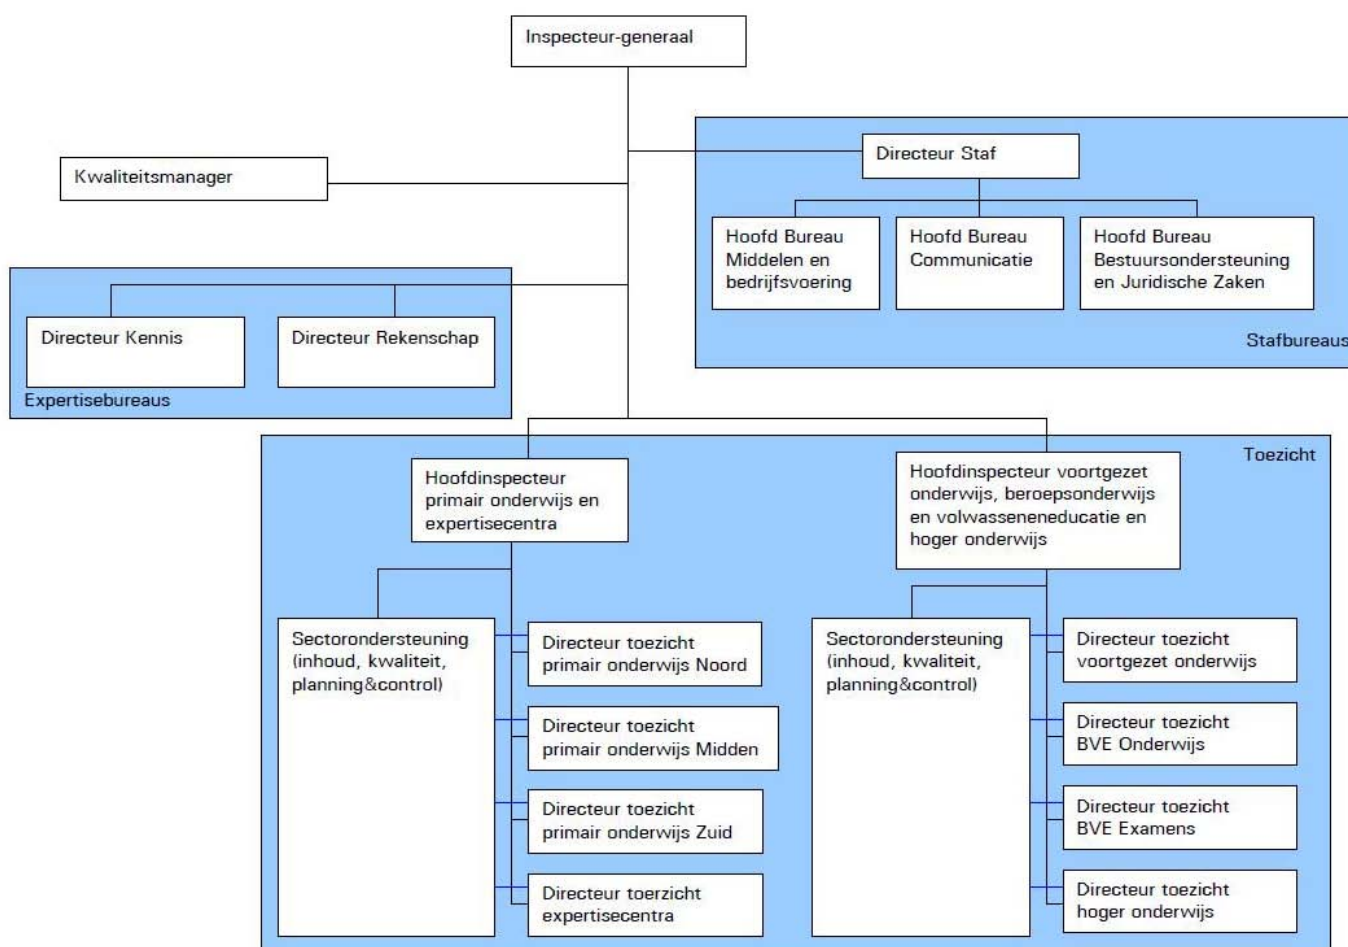 Inspecteur-generaal
Directeur Staf
Kwaliteitsmanager
Hoofd Bureau
Middelen en
bedrijfsvoering
Hoofd Bureau
Communicatie
Hoofd Bureau
Bestuursondersteuning
en Juridische Zaken
Stafbureaus
Directeur Kennis
Directeur Rekenschap
Expertisebureaus
Toezicht
Hoofdinspecteur
primair onderwijs en
expertisecentra
Hoofdinspecteur voortgezet
onderwijs, beroepsonderwijs
en volwasseneneducatie en
hoger onderwijs
Sectorondersteuning
(inhoud, kwaliteit,
planning&control)
Directeur toezicht
primair onderwijs Noord
Directeur toezicht
primair onderwijs Midden
Directeur toezicht
primair onderwijs Zuid
Directeur toerzicht
expertisecentra
Sectorondersteuning
(inhoud, kwaliteit,
planning&control)
Directeur toezicht
voortgezet onderwijs
Directeur toezicht
BVE Onderwijs
Directeur toezicht
BVE Examens
Directeur toezicht
hoger onderwijs